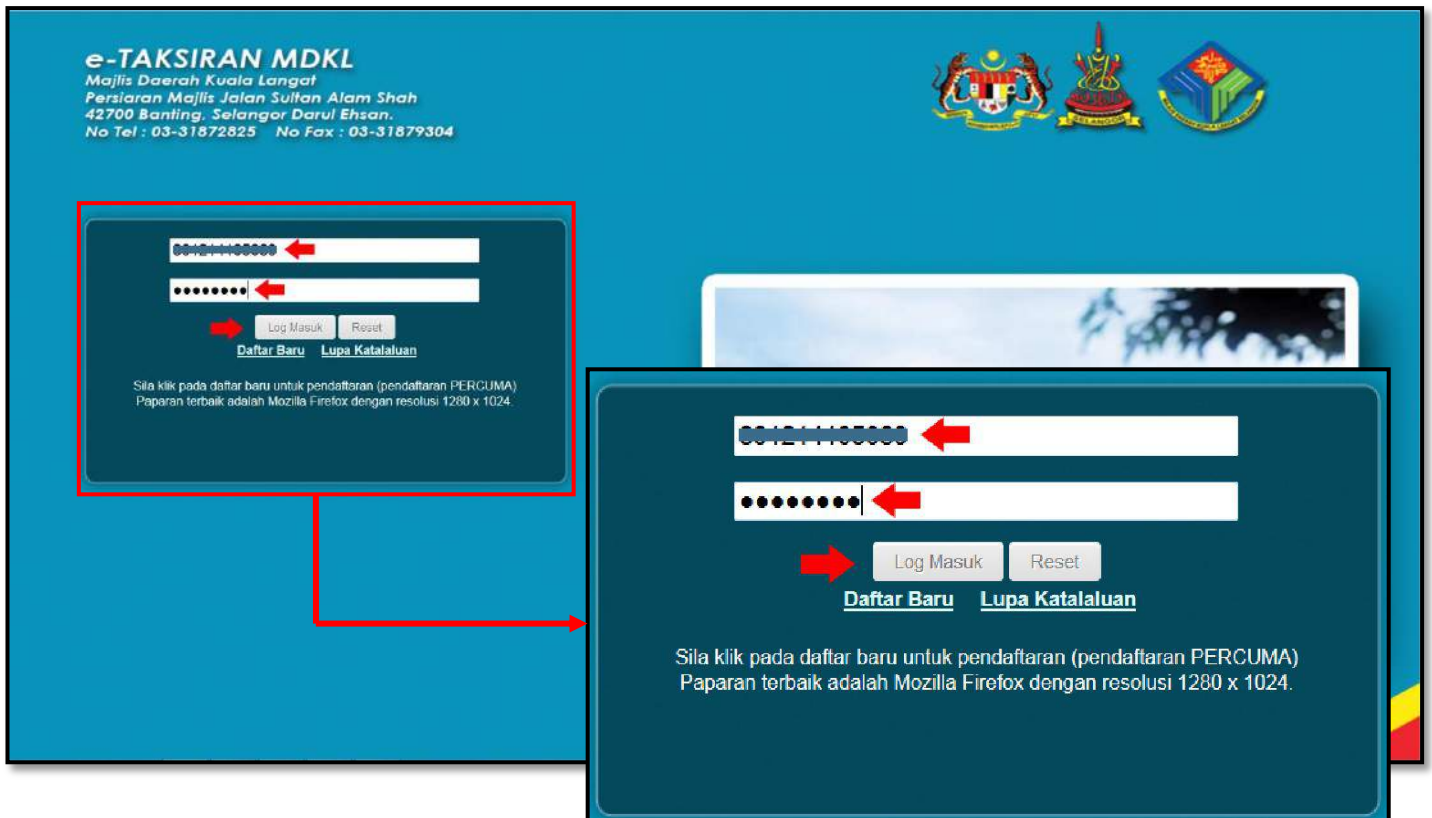 e-TAKSIRAN MDKL
Majlis Daerah Kuala Langat
Persiaran Majlis Jalan Sultan Alam Shah
42700 Banting, Selangor Darul Ehsan.
No Tel : 03-31872825 No Fax : 03-31879304
SELANGOR
Log Masuk Reset
Daftar Baru Lupa Katalaluan
Sila klik pada daftar baru untuk pendaftaran (pendaftaran PERCUMA)
Paparan terbaik adalah Mozilla Firefox dengan resolusi 1280 x 1024.
Log Masuk Reset
Daftar Baru Lupa Katalaluan
Sila klik pada daftar baru untuk pendaftaran (pendaftaran PERCUMA)
Paparan terbaik adalah Mozilla Firefox dengan resolusi 1280 x 1024.